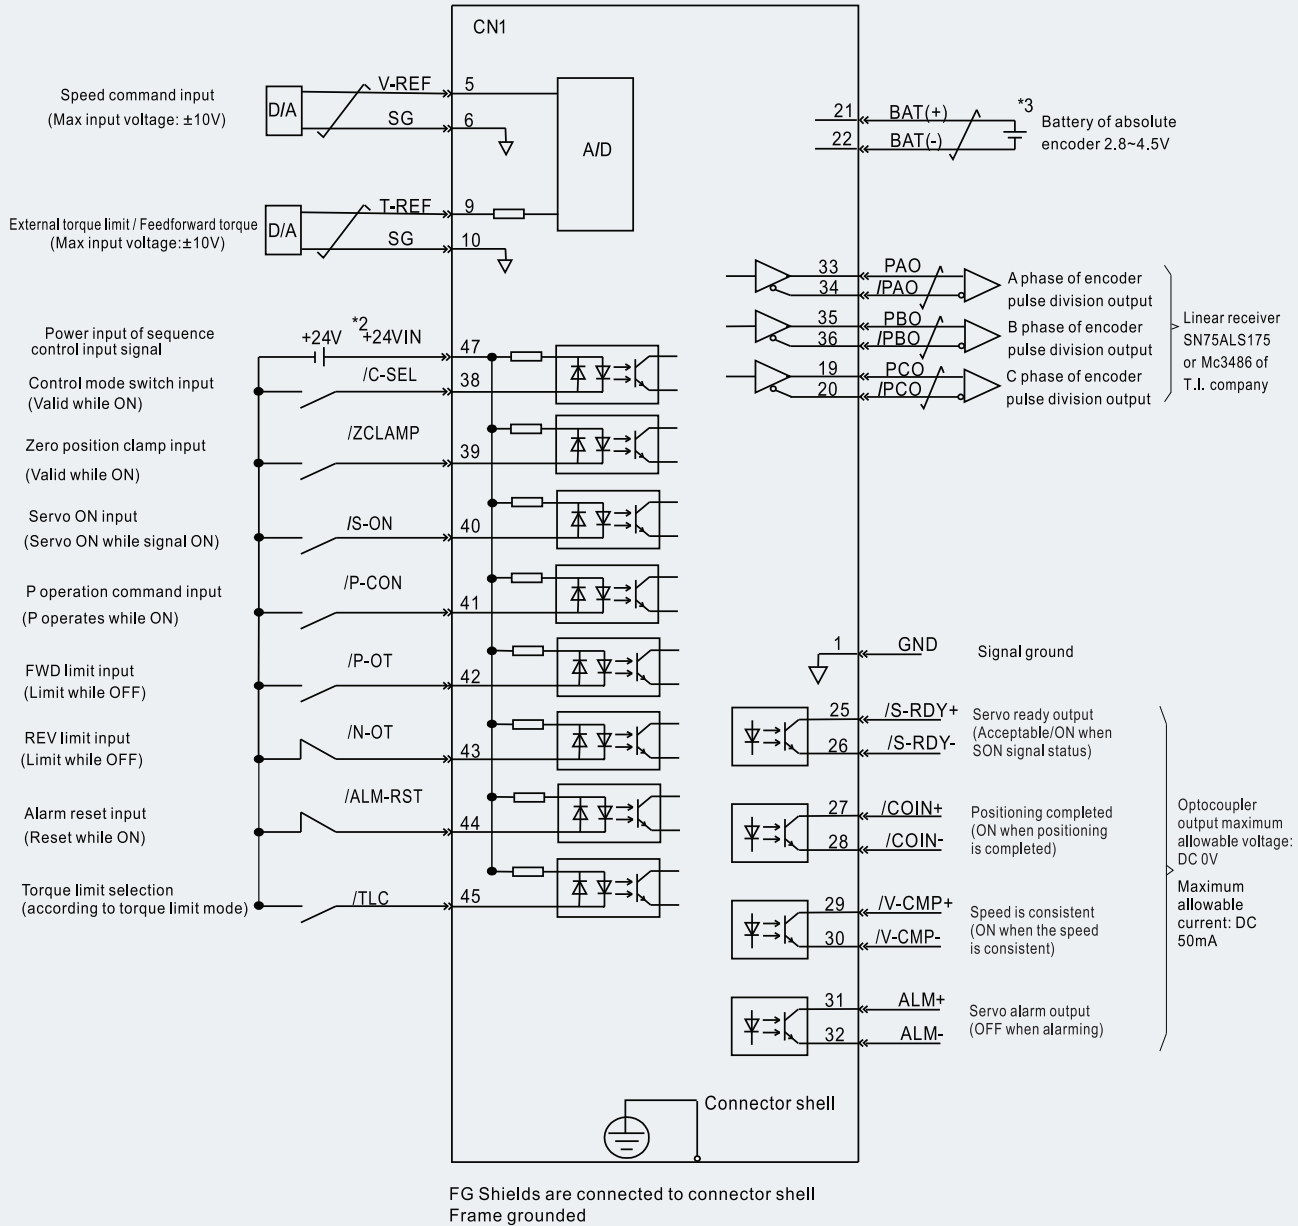 CN1
Speed command input
(Max input voltage: ±10V)
D/A
V-REF
5
SG
6
A/D
External torque limit / Feedforward torque
(Max input voltage:±10V)
D/A
T-REF
9
SG
10
Power input of sequence
control input signal
+24V
*2
+24VIN
47
Control mode switch input
(Valid while ON)
/C-SEL
38
Zero position clamp input
(Valid while ON)
/ZCLAMP
39
Servo ON input
(Servo ON while signal ON)
/S-ON
40
P operation command input
(P operates while ON)
/P-CON
41
FWD limit input
(Limit while OFF)
/P-OT
42
REV limit input
(Limit while OFF)
/N-OT
43
Alarm reset input
(Reset while ON)
/ALM-RST
44
Torque limit selection
(according to torque limit mode)
/TLC
45
21
BAT(+)
22
BAT(-)
*3
Battery of absolute
encoder 2.8~4.5V
33
PAO
34
/PAO
A phase of encoder
pulse division output
35
PBO
36
/PBO
B phase of encoder
pulse division output
19
PCO
20
/PCO
C phase of encoder
pulse division output
Linear receiver
SN75ALS175
or Mc3486 of
T.I. company
1
GND
Signal ground
25
/S-RDY+
26
/S-RDY-
Servo ready output
(Acceptable/ON when
SON signal status)
27
/COIN+
28
/COIN-
Positioning completed
(ON when positioning
is completed)
29
/V-CMP+
30
/V-CMP-
Speed is consistent
(ON when the speed
is consistent)
31
ALM+
32
ALM-
Servo alarm output
(OFF when alarming)
Optocoupler
output maximum
allowable voltage:
DC 0V
Maximum
allowable
current: DC
50mA
Connector shell
FG Shields are connected to connector shell
Frame grounded